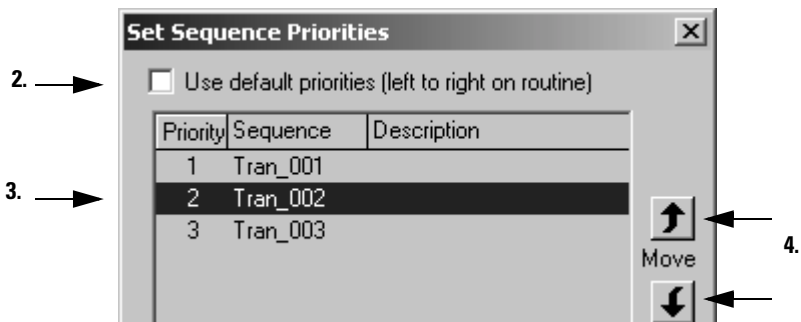 Set Sequence Priorities
2.
Use default priorities (left to right on routine)
Priority Sequence Description
1 Tran_001
3.
2 Tran_002
3 Tran_003
4.
Move